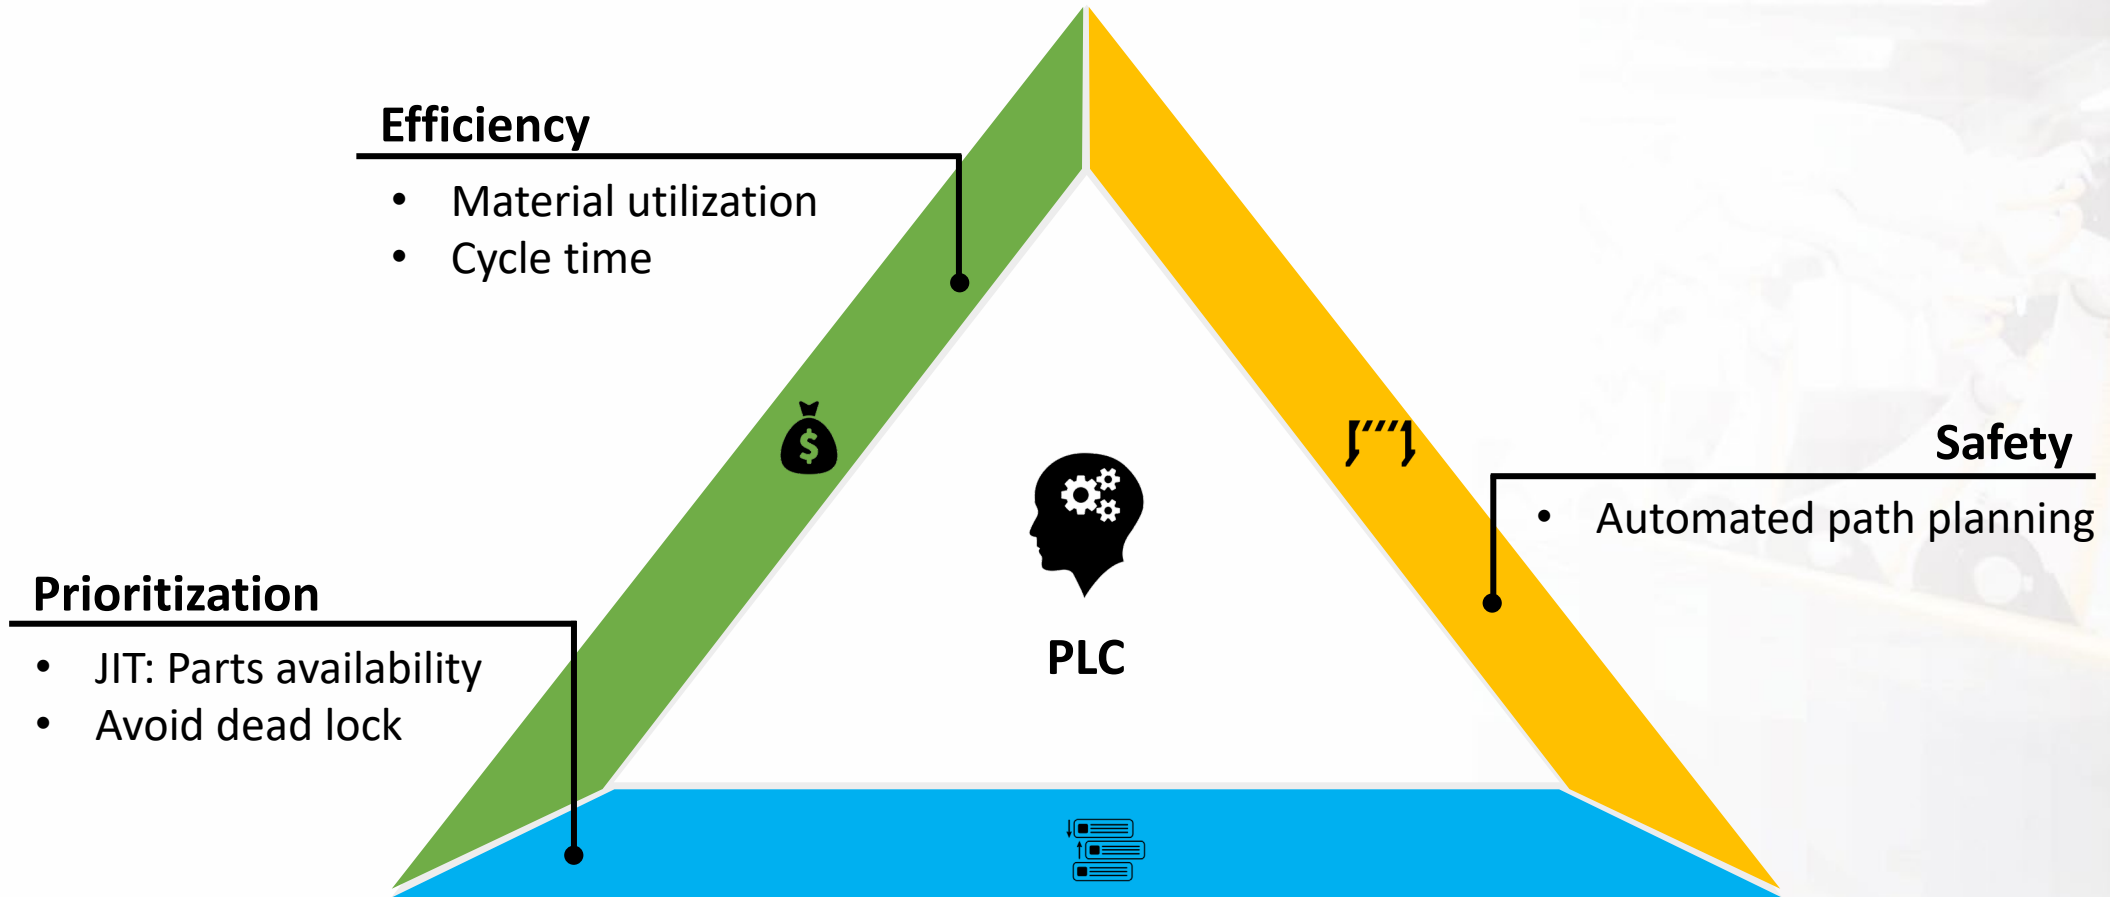 Efficiency
• Material utilization
• Cycle time
$
Safety
• Automated path planning
Prioritization
• JIT: Parts availability
• Avoid dead lock
PLC